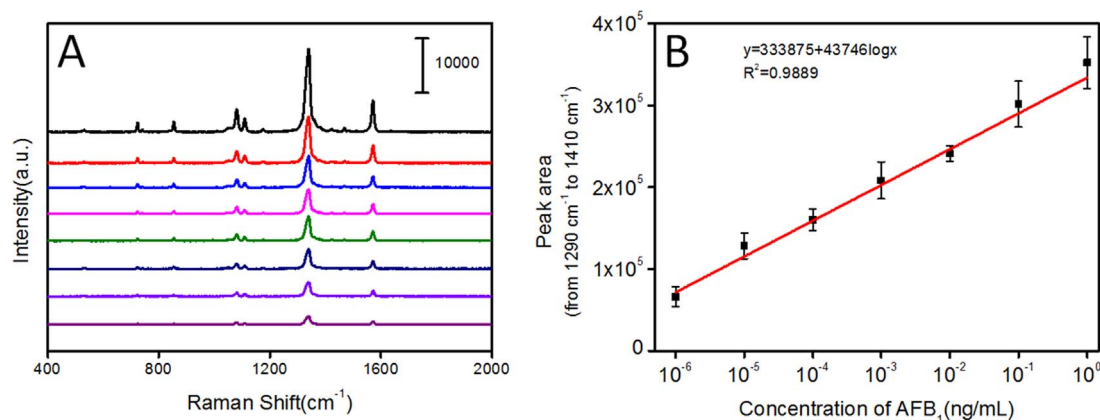 A
10000
Intensity(a.u.)
400 800 1200 1600 2000
Raman Shift(cm⁻¹)
B
y=333875+43746logx
R²=0.9889
4x10⁵
3x10⁵
2x10⁵
1x10⁵
0
Peak area
(from 1290 cm⁻¹ to 1410 cm⁻¹)
10⁻⁶ 10⁻⁵ 10⁻⁴ 10⁻³ 10⁻² 10⁻¹ 10⁰
Concentration of AFB₁(ng/mL)